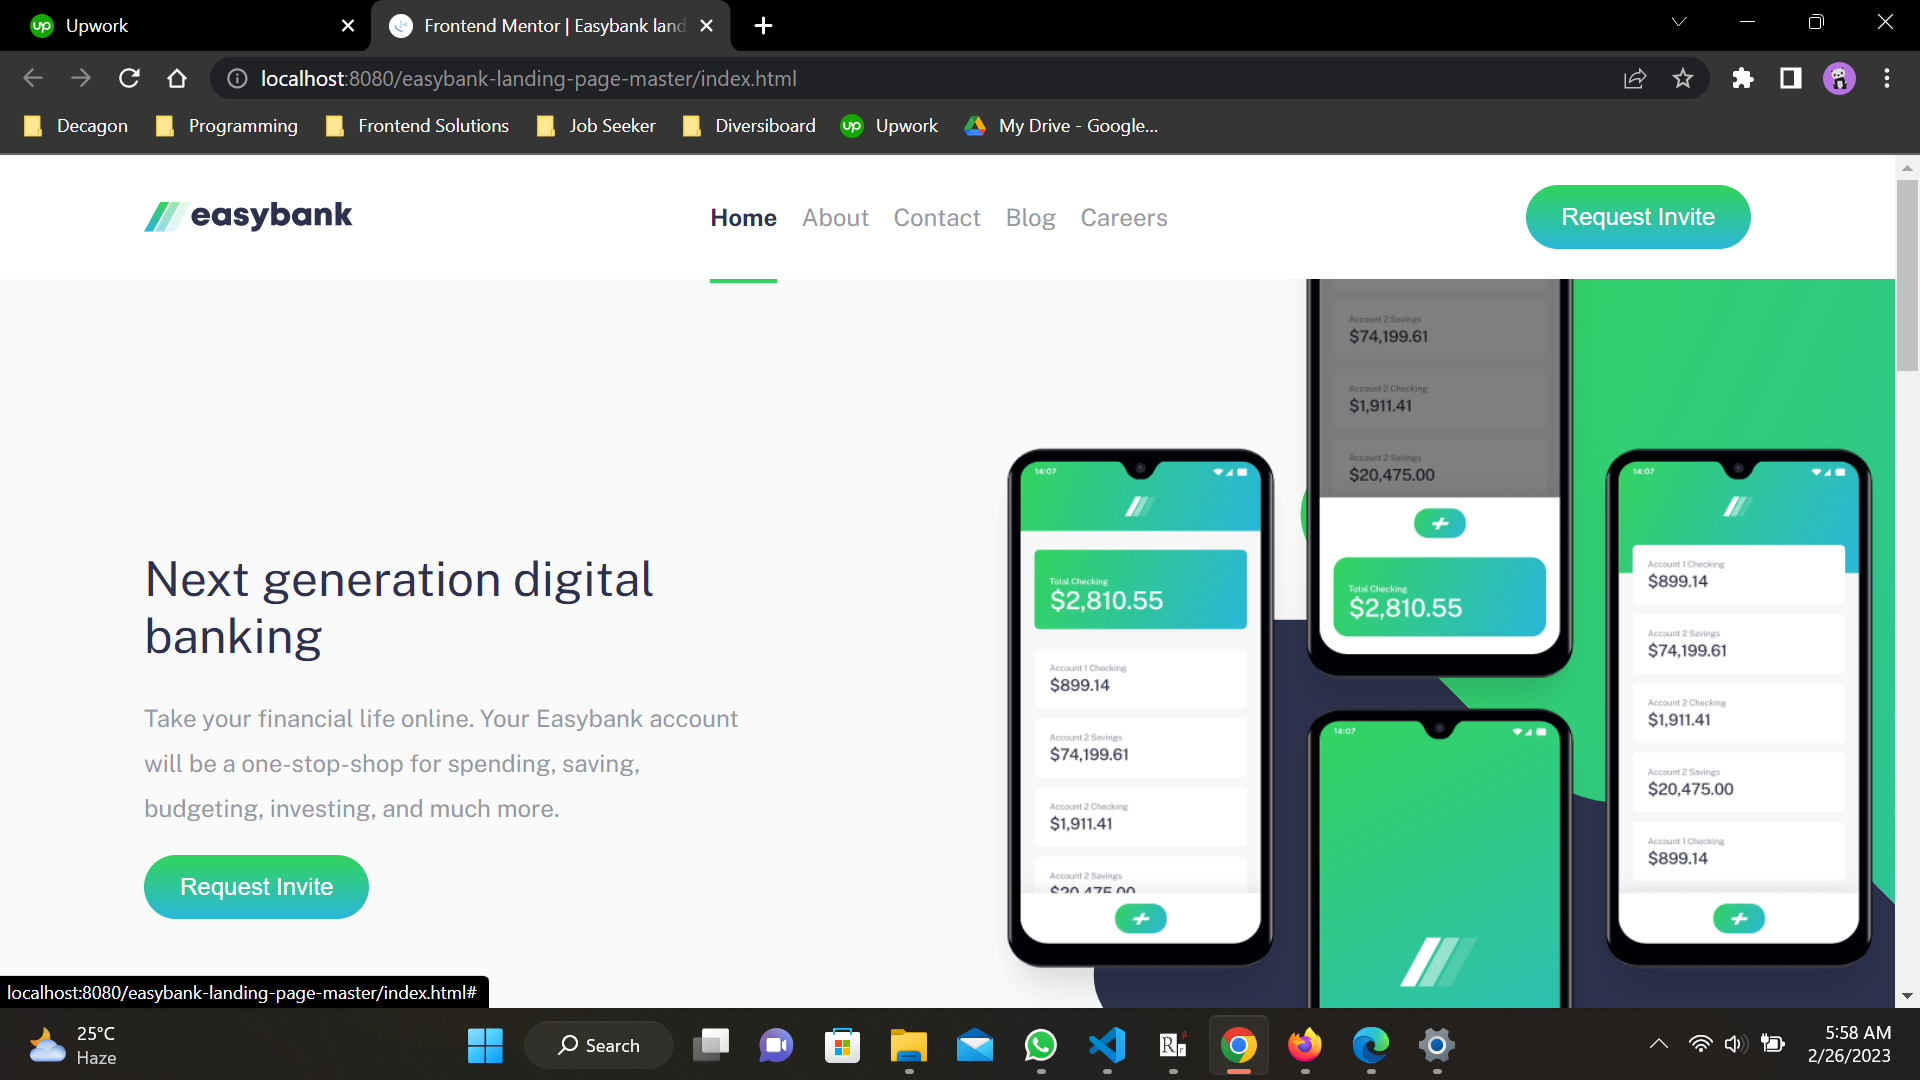 Upwork
Frontend Mentor | Easybank land
localhost:8080/easybank-landing-page-master/index.html
Decagon
Programming
Frontend Solutions
Job Seeker
Diversiboard
Upwork
My Drive - Google...
easybank
Home
About
Contact
Blog
Careers
Request Invite
Next generation digital
banking
Take your financial life online. Your Easybank account
will be a one-stop-shop for spending, saving,
budgeting, investing, and much more.
Request Invite
14:07
Total Checking
$2,810.55
Account 1 Checking
$899.14
Account 2 Savings
$74,199.61
Account 2 Checking
$1,911.41
Account 2 Savings
$20,475.00
Account 2 Savings
$74,199.61
Account 2 Checking
$1,911.41
Account 2 Savings
$20,475.00
Total Checking
$2,810.55
14:07
14:07
Account 1 Checking
$899.14
Account 2 Savings
$74,199.61
Account 2 Checking
$1,911.41
Account 2 Savings
$20,475.00
Account 1 Checking
$899.14
localhost:8080/easybank-landing-page-master/index.html#
25°C
Haze
Search
5:58 AM
2/26/2023